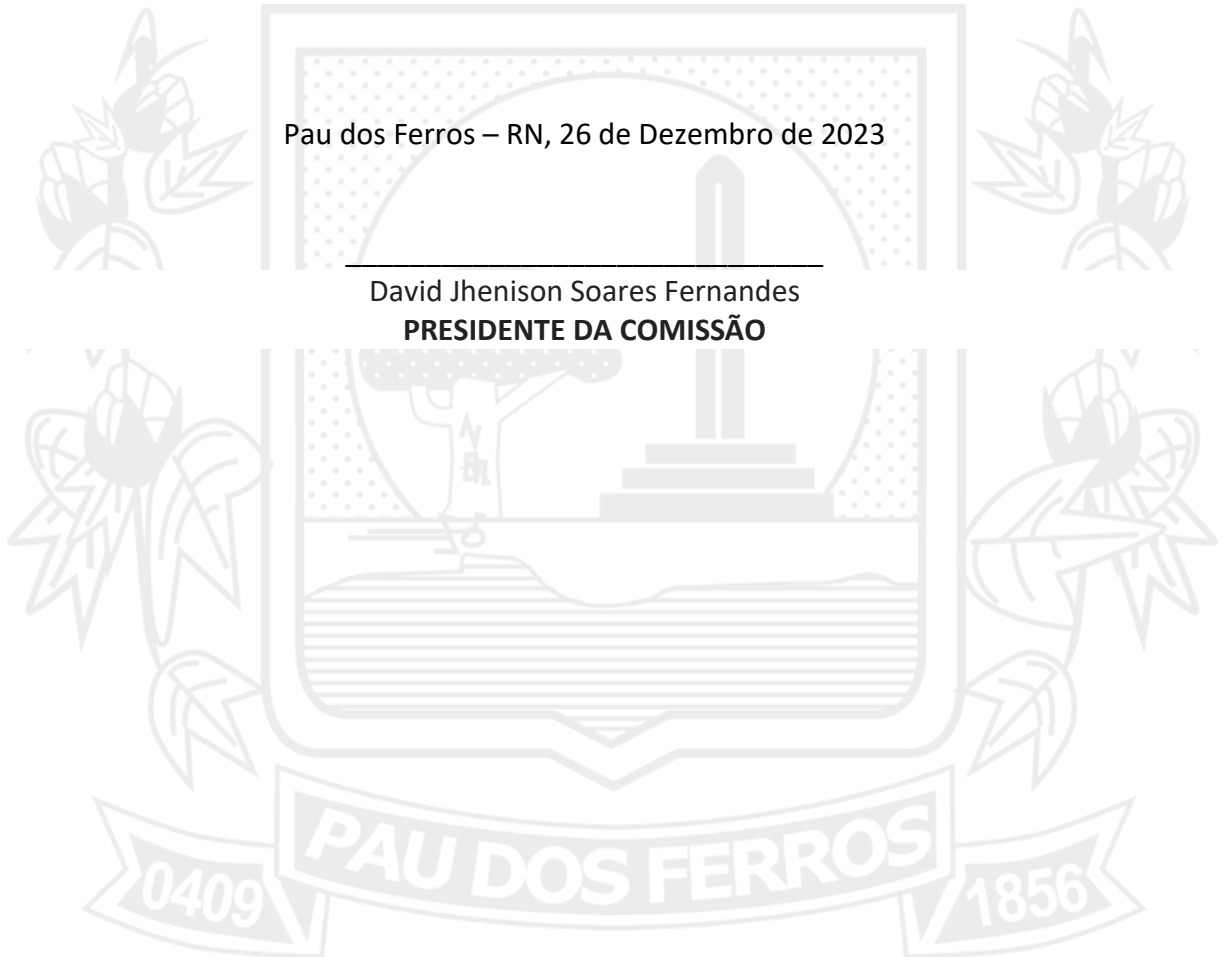 Pau dos Ferros – RN, 26 de Dezembro de 2023
______________________________
David Jhenison Soares Fernandes
PRESIDENTE DA COMISSÃO
PAU DOS FERROS
0409
1856